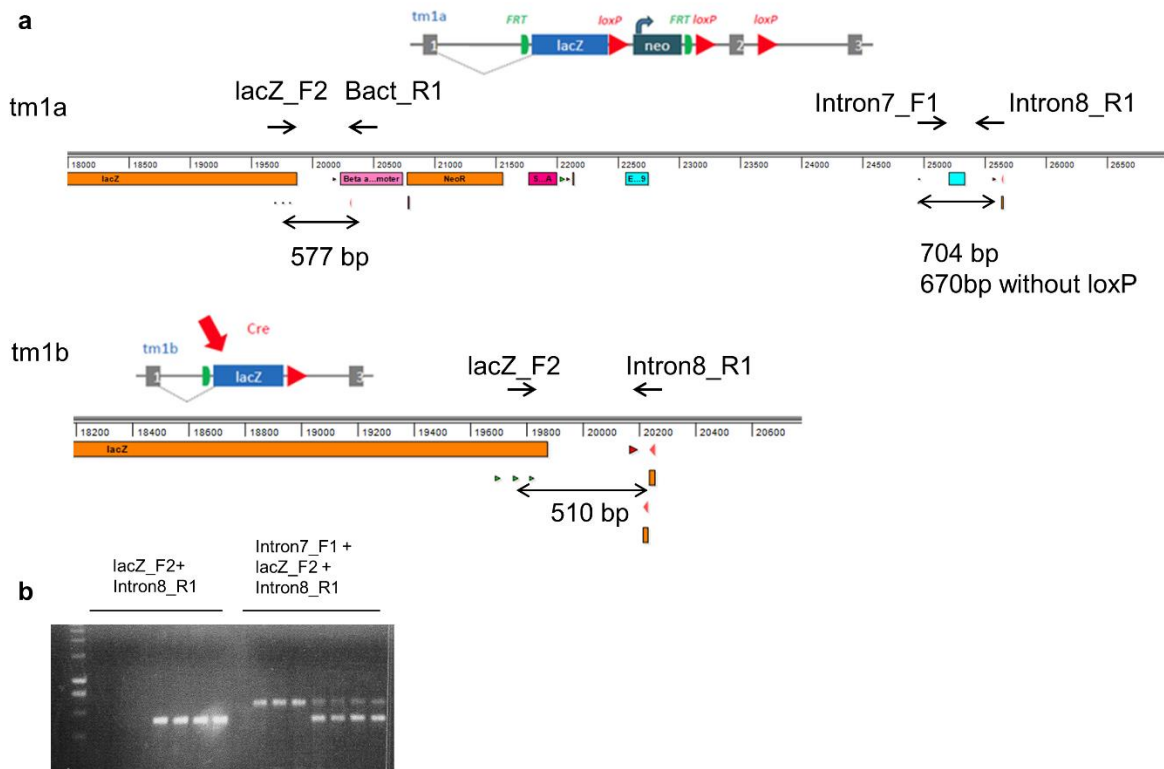 a
tm1a
FRT loxP FRT loxP loxP
1 lacZ neo 2 3
lacZ_F2 Bact_R1 Intron7_F1 Intron8_R1
tm1a
18000 18500 19000 19500 20000 20500 21000 21500 22000 22500 23000 23500 24000 24500 25000 25500 26000 26500
lacZ Beta a...moter NeoR S...A E...9
577 bp
704 bp
670bp without loxP
Cre
tm1b
tm1b
1 lacZ 3
lacZ_F2 Intron8_R1
18200 18400 18600 18800 19000 19200 19400 19600 19800 20000 20200 20400 20600
lacZ
510 bp
lacZ_F2+
Intron8_R1
Intron7_F1 +
lacZ_F2 +
Intron8_R1
b